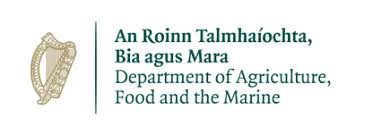 An Roinn Talmhaíochta,
Bia agus Mara
Department of Agriculture,
Food and the Marine